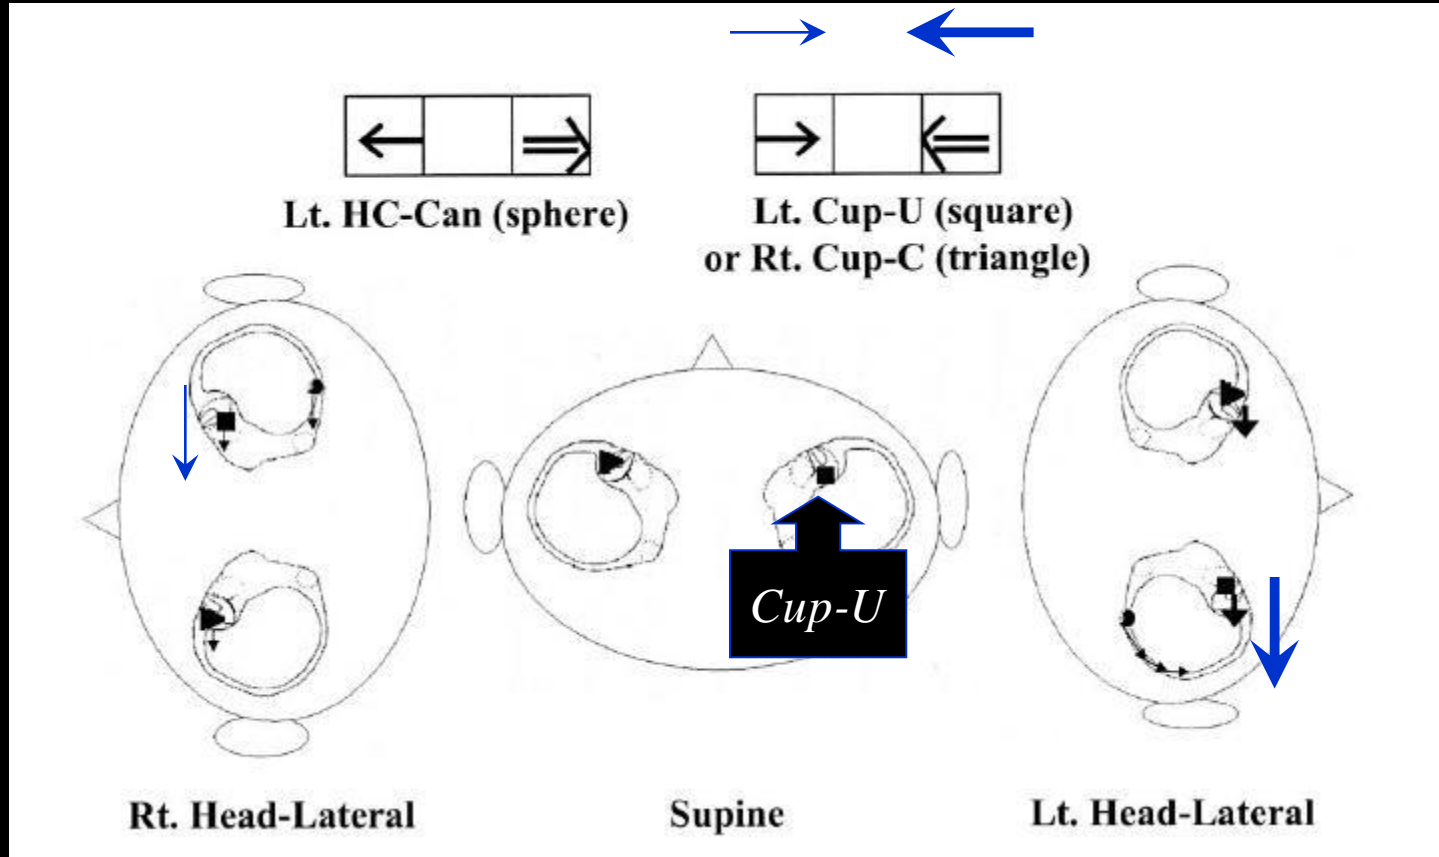 Lt. HC-Can (sphere)
Lt. Cup-U (square)
or Rt. Cup-C (triangle)
Cup-U
Rt. Head-Lateral
Supine
Lt. Head-Lateral